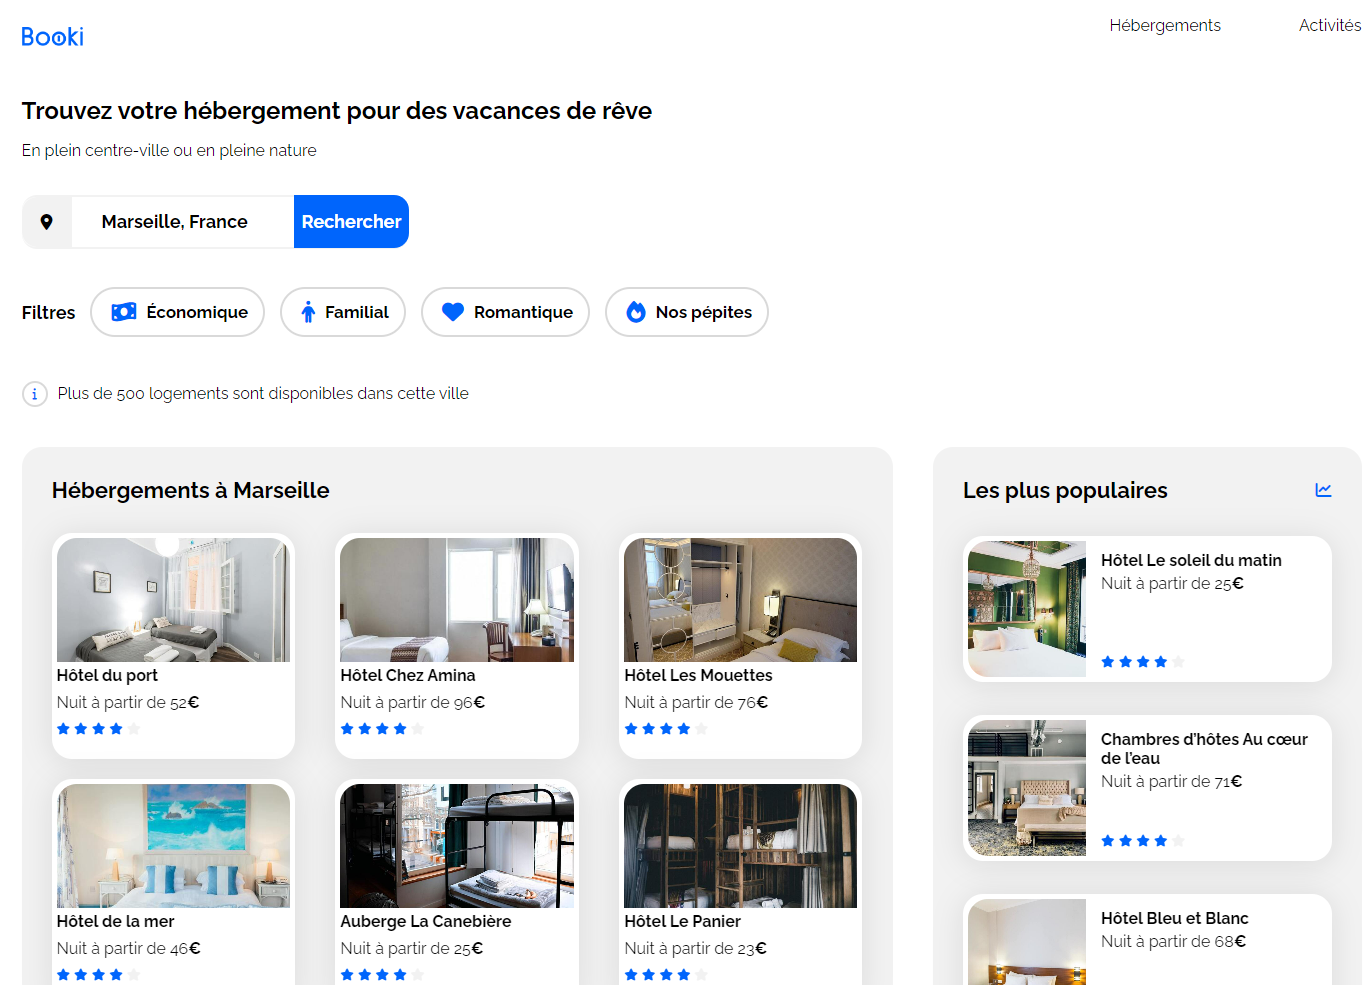 Booki
Hébergements
Activités
Trouvez votre hébergement pour des vacances de rêve
En plein centre-ville ou en pleine nature
Marseille, France
Rechercher
Filtres
Économique
Familial
Romantique
Nos pépites
Plus de 500 logements sont disponibles dans cette ville
Hébergements à Marseille
Hôtel du port
Nuit à partir de 52€
Hôtel Chez Amina
Nuit à partir de 96€
Hôtel Les Mouettes
Nuit à partir de 76€
Hôtel de la mer
Nuit à partir de 46€
Auberge La Canebière
Nuit à partir de 25€
Hôtel Le Panier
Nuit à partir de 23€
Les plus populaires
Hôtel Le soleil du matin
Nuit à partir de 25€
Chambres d’hôtes Au cœur
de l’eau
Nuit à partir de 71€
Hôtel Bleu et Blanc
Nuit à partir de 68€